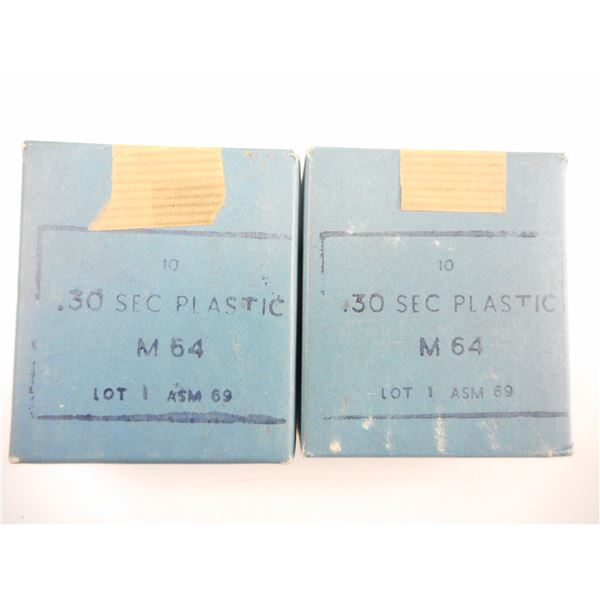 10
.30 SEC PLASTIC
M 64
LOT 1 ASM 69
10
.30 SEC PLASTIC
M 64
LOT 1 ASM 69